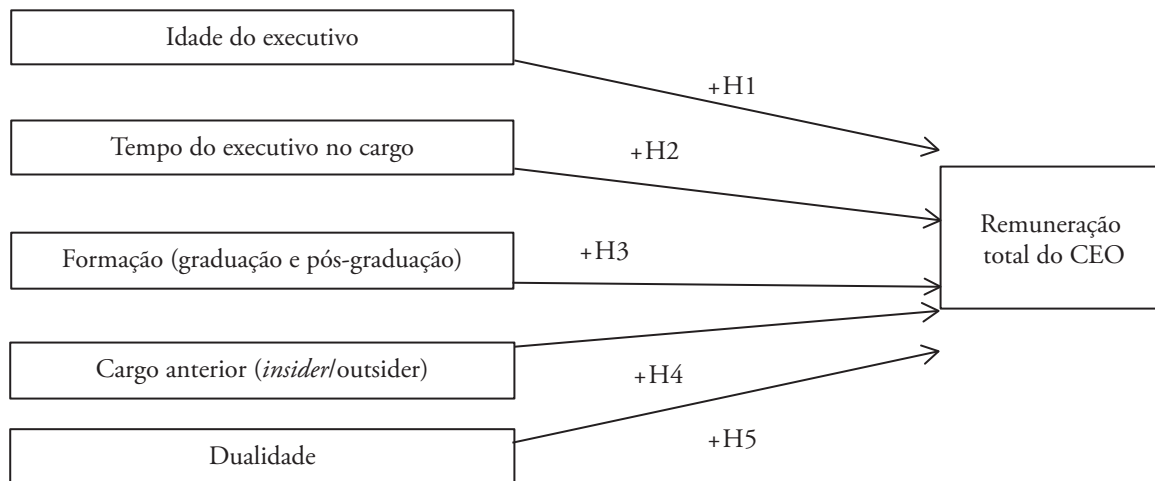 Idade do executivo
+H1
Tempo do executivo no cargo
+H2
Remuneração
total do CEO
Formação (graduação e pós-graduação)
+H3
Cargo anterior (insider/outsider)
+H4
Dualidade
+H5